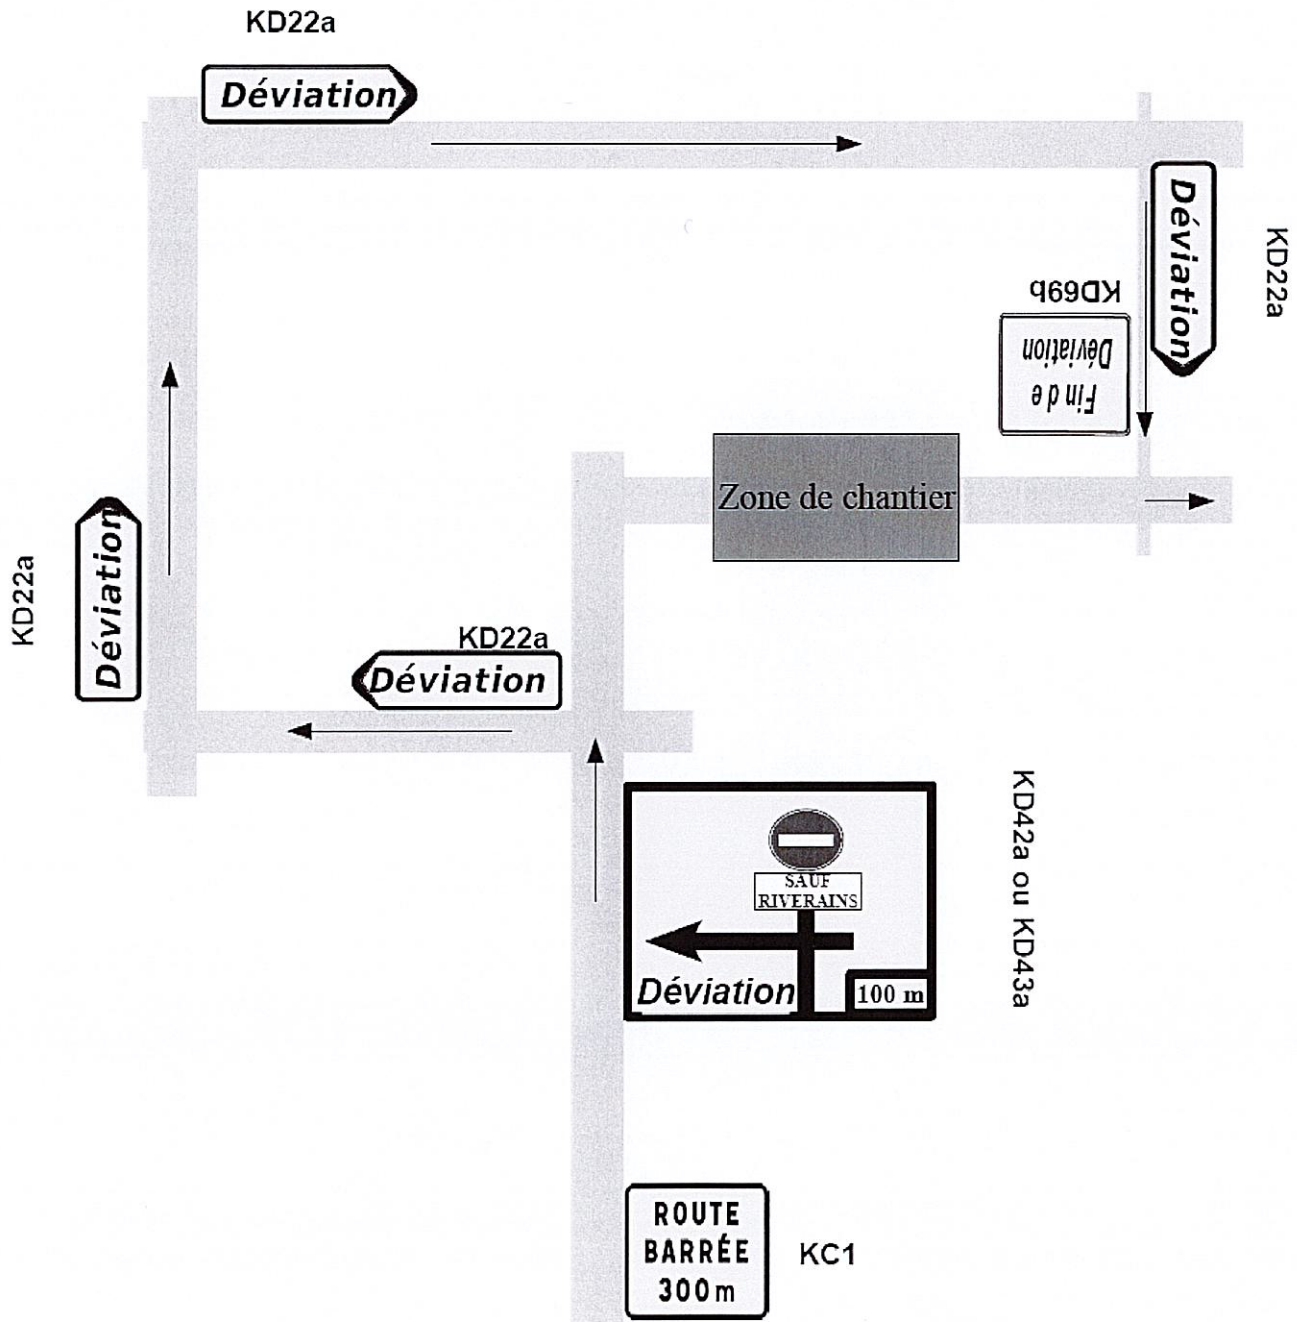 KD22a
Déviation
Déviation
KD22a
KD69b
Fin de
Déviation
Zone de chantier
Déviation
KD22a
KD22a
Déviation
SAUF
RIVERAINS
Déviation
100 m
KD42a ou KD43a
ROUTE
BARRÉE
300m
KC1